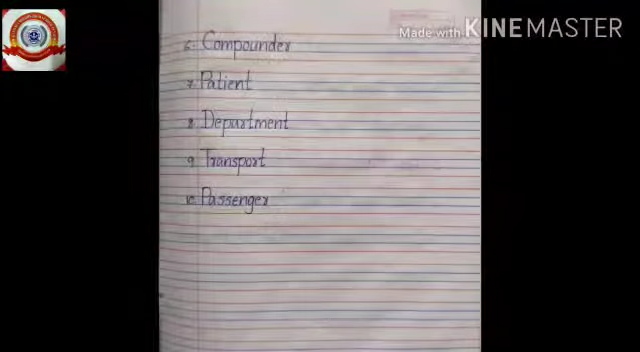 Made with KINEMASTER
6. Compounder
7. Patient
8. Department
9. Transport
10. Passenger